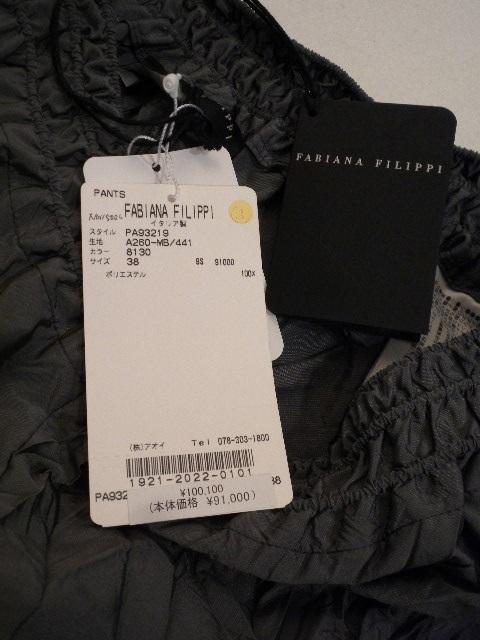 PANTS
FABIANA FILIPPI
イタリア製
スタイル PA93219
生地 A260-MB/441
カラー 8130
サイズ 38 SS 91000
ポリエステル 100%
(株)アオイ Tel 078-303-1800
1921-2022-0101
PA932 38
¥100,100
(本体価格 ¥91,000)
FABIANA FILIPPI